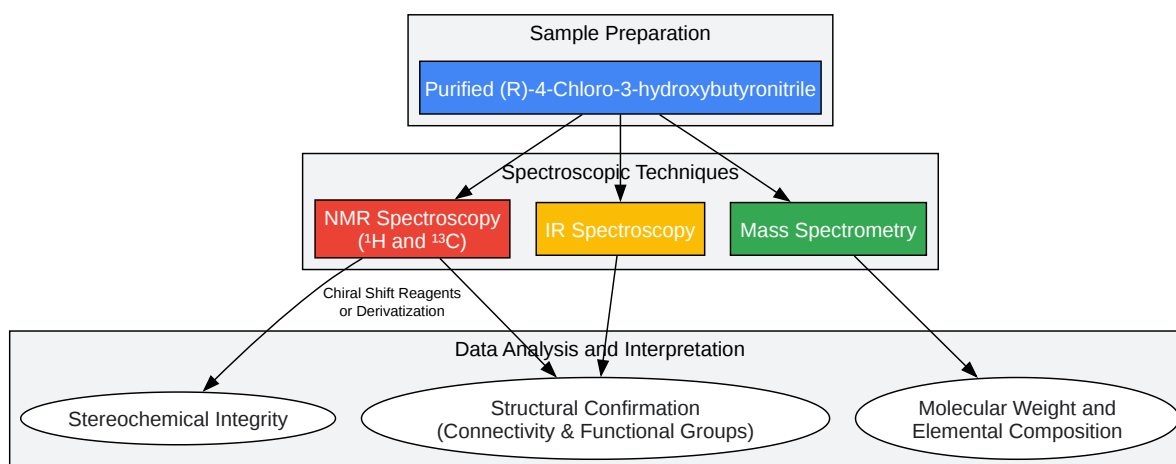 Sample Preparation
Purified (R)-4-Chloro-3-hydroxybutyronitrile
Spectroscopic Techniques
NMR Spectroscopy
(¹H and ¹³C)
IR Spectroscopy
Mass Spectrometry
Chiral Shift Reagents
or Derivatization
Data Analysis and Interpretation
Stereochemical Integrity
Structural Confirmation
(Connectivity & Functional Groups)
Molecular Weight and
Elemental Composition